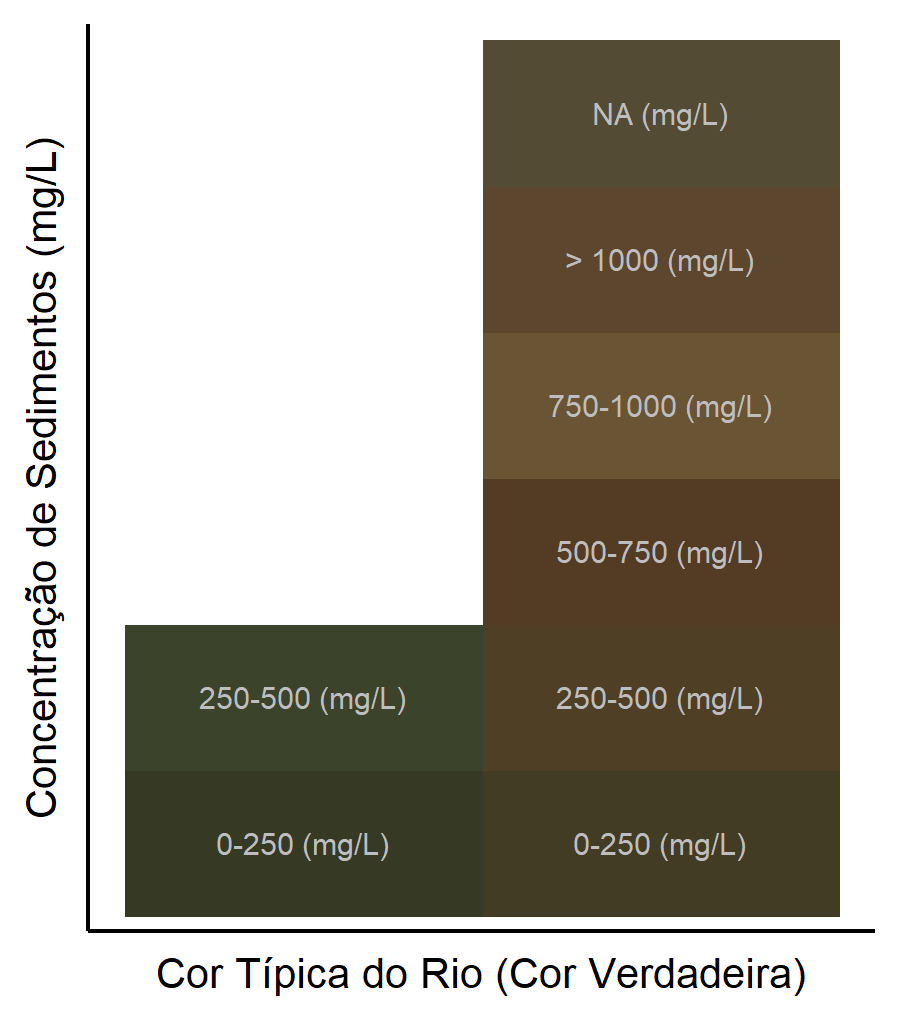 Concentração de Sedimentos (mg/L)
NA (mg/L)
> 1000 (mg/L)
750-1000 (mg/L)
500-750 (mg/L)
250-500 (mg/L)
250-500 (mg/L)
0-250 (mg/L)
0-250 (mg/L)
Cor Típica do Rio (Cor Verdadeira)